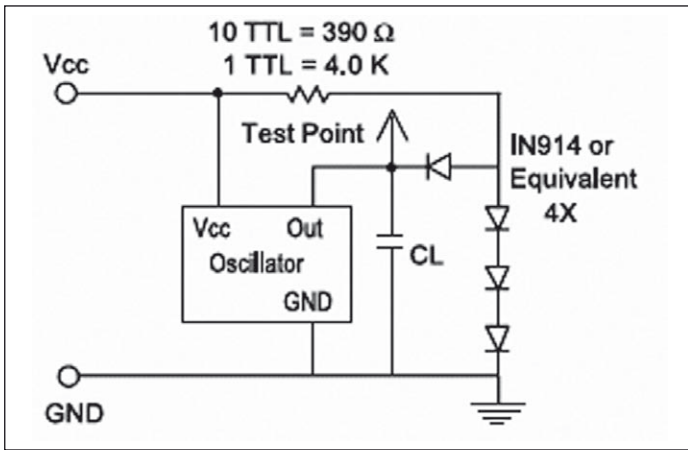 10 TTL = 390 Ω
1 TTL = 4.0 K
Vcc
Test Point
IN914 or
Equivalent
4X
Vcc Out
Oscillator
GND
CL
GND